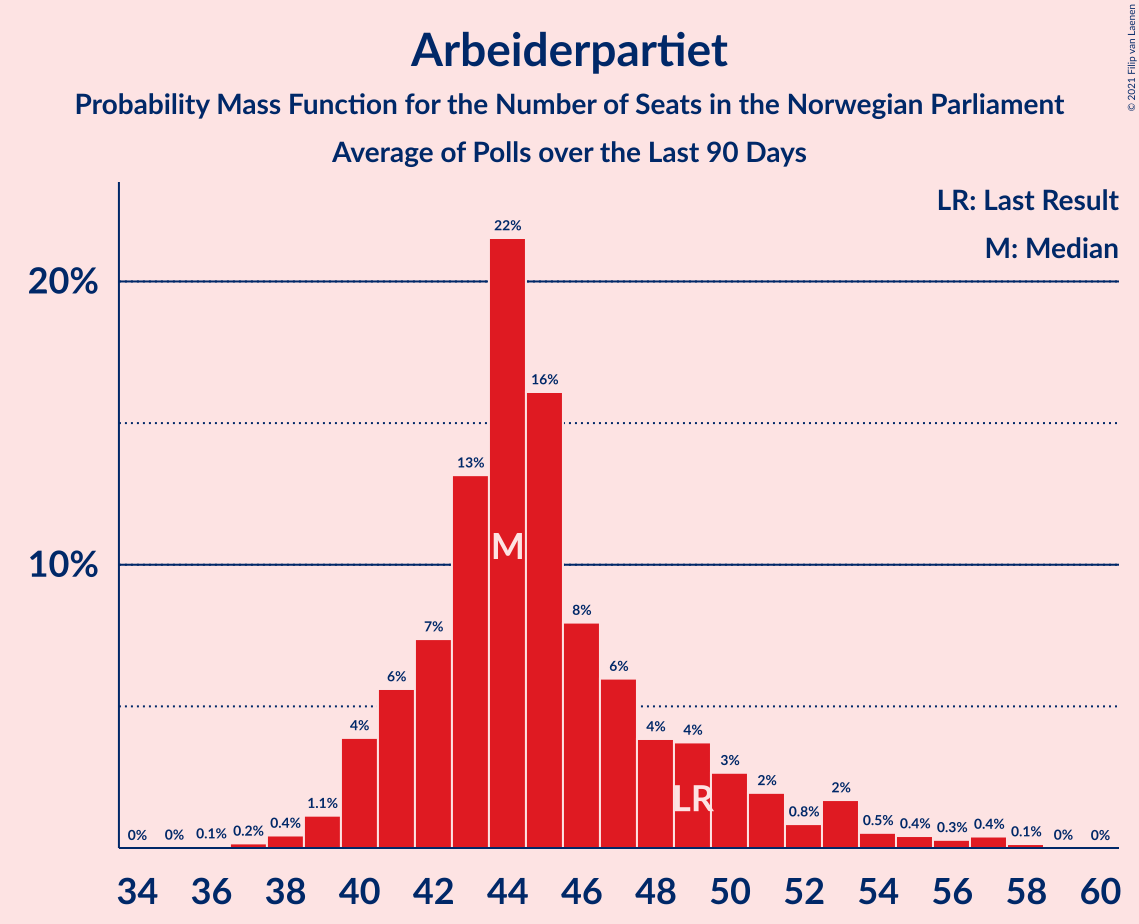 Arbeiderpartiet
Probability Mass Function for the Number of Seats in the Norwegian Parliament
Average of Polls over the Last 90 Days
© 2021 Filip van Laenen
LR: Last Result
M: Median
20%
10%
0% 0% 0.1% 0.2% 0.4% 1.1% 4% 6% 7% 13% 22% 16% 8% 6% 4% 4% 3% 2% 0.8% 2% 0.5% 0.4% 0.3% 0.4% 0.1% 0% 0%
M
LR
34 36 38 40 42 44 46 48 50 52 54 56 58 60